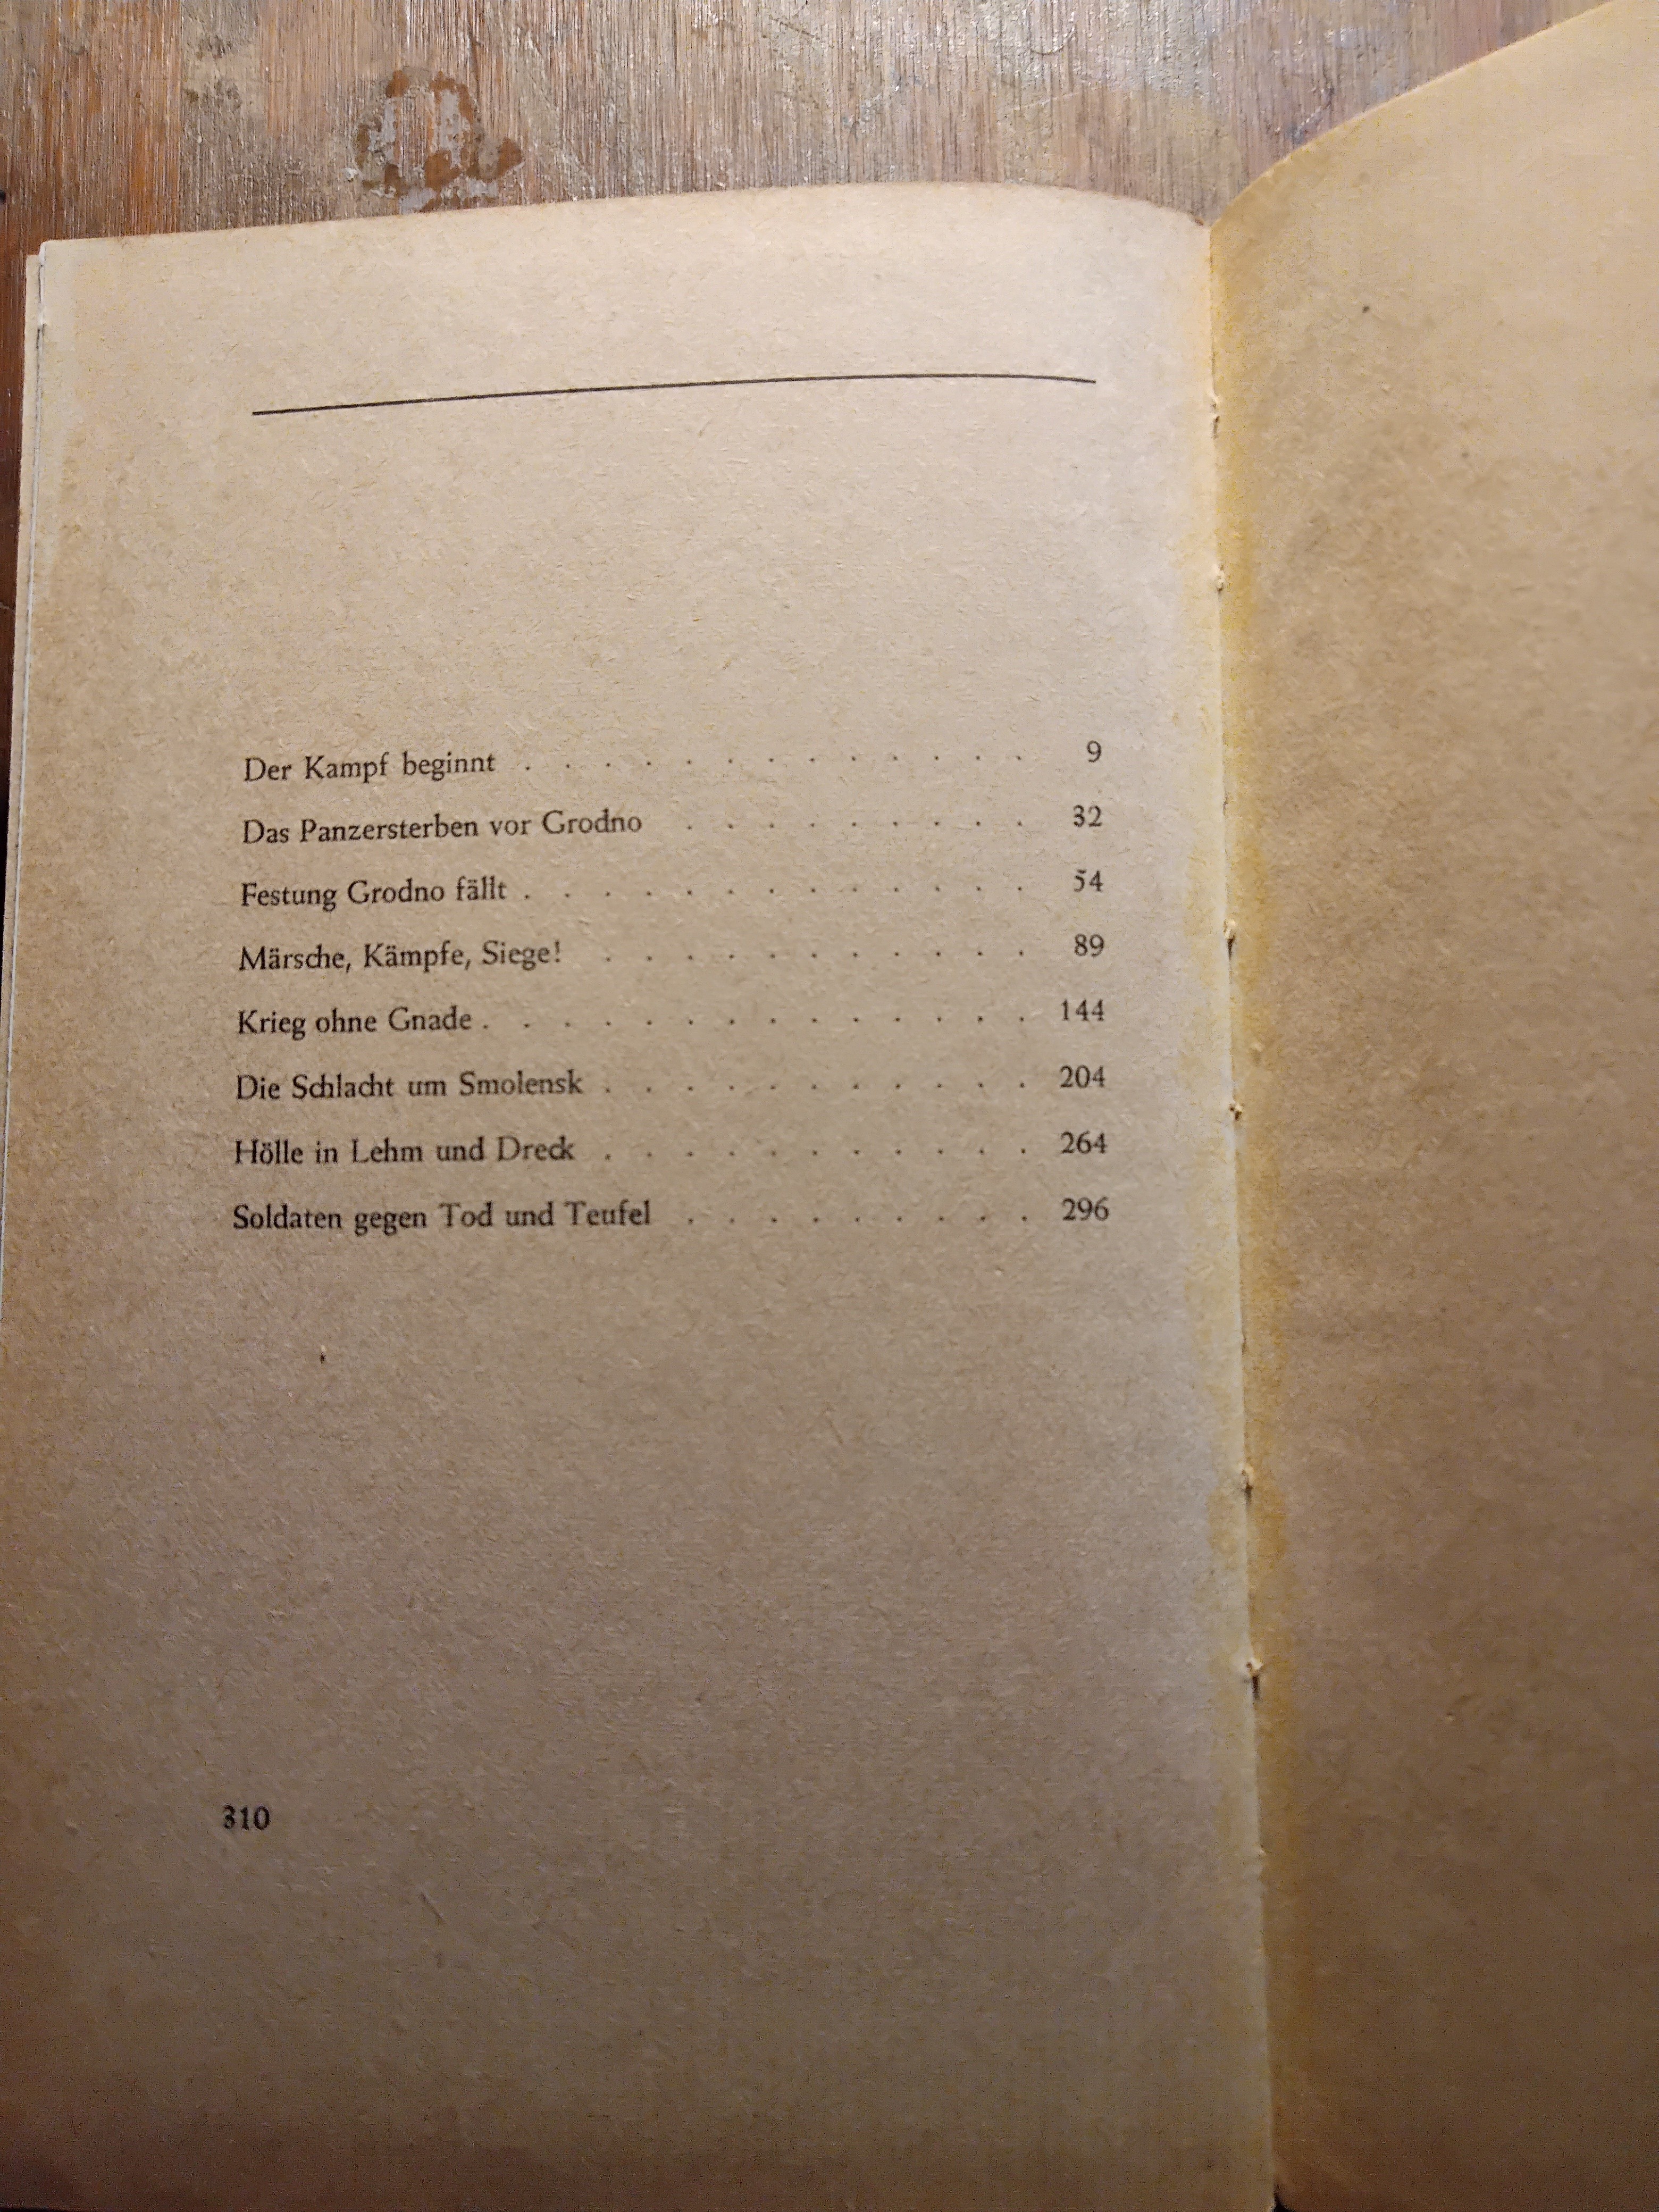 Der Kampf beginnt . . . . . . . . . . . . . 9
Das Panzersterben vor Grodno . . . . . . . . . 32
Festung Grodno fällt . . . . . . . . . . . . . 54
Märsche, Kämpfe, Siege! . . . . . . . . . . . 89
Krieg ohne Gnade . . . . . . . . . . . . . . 144
Die Schlacht um Smolensk . . . . . . . . . . . 204
Hölle in Lehm und Dreck . . . . . . . . . . . 264
Soldaten gegen Tod und Teufel . . . . . . . . . 296
310